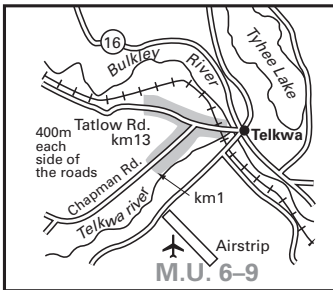 16
Bulkley
River
Tyhee Lake
Tatlow Rd.
km13
Telkwa
400m
each
side of
the roads
Chapman Rd.
km1
Telkwa river
Airstrip
M.U. 6–9